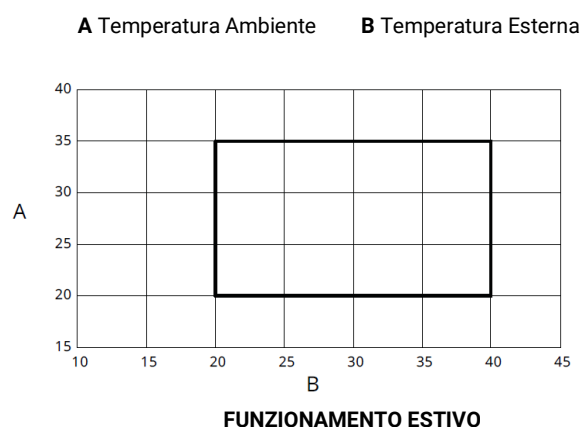 A Temperatura Ambiente B Temperatura Esterna
40
35
30
A
25
20
15
10 15 20 25 30 35 40 45
B
FUNZIONAMENTO ESTIVO